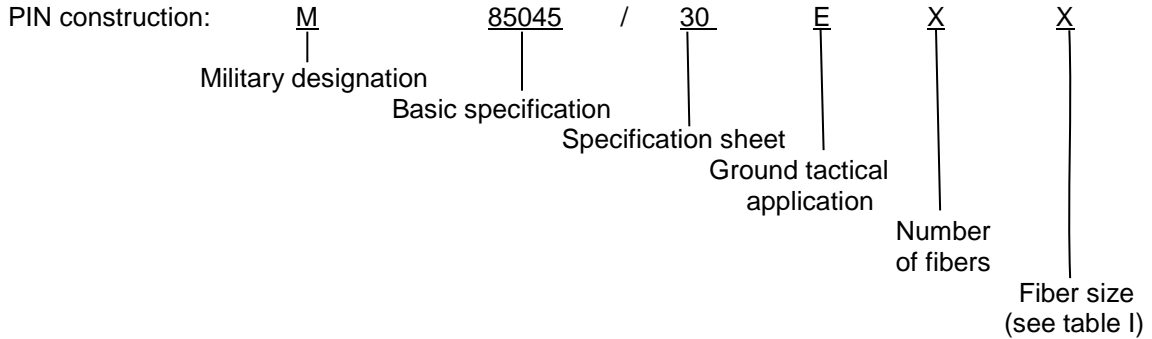 PIN construction: M 85045 / 30 E X X
Military designation
Basic specification
Specification sheet
Ground tactical
application
Number
of fibers
Fiber size
(see table I)